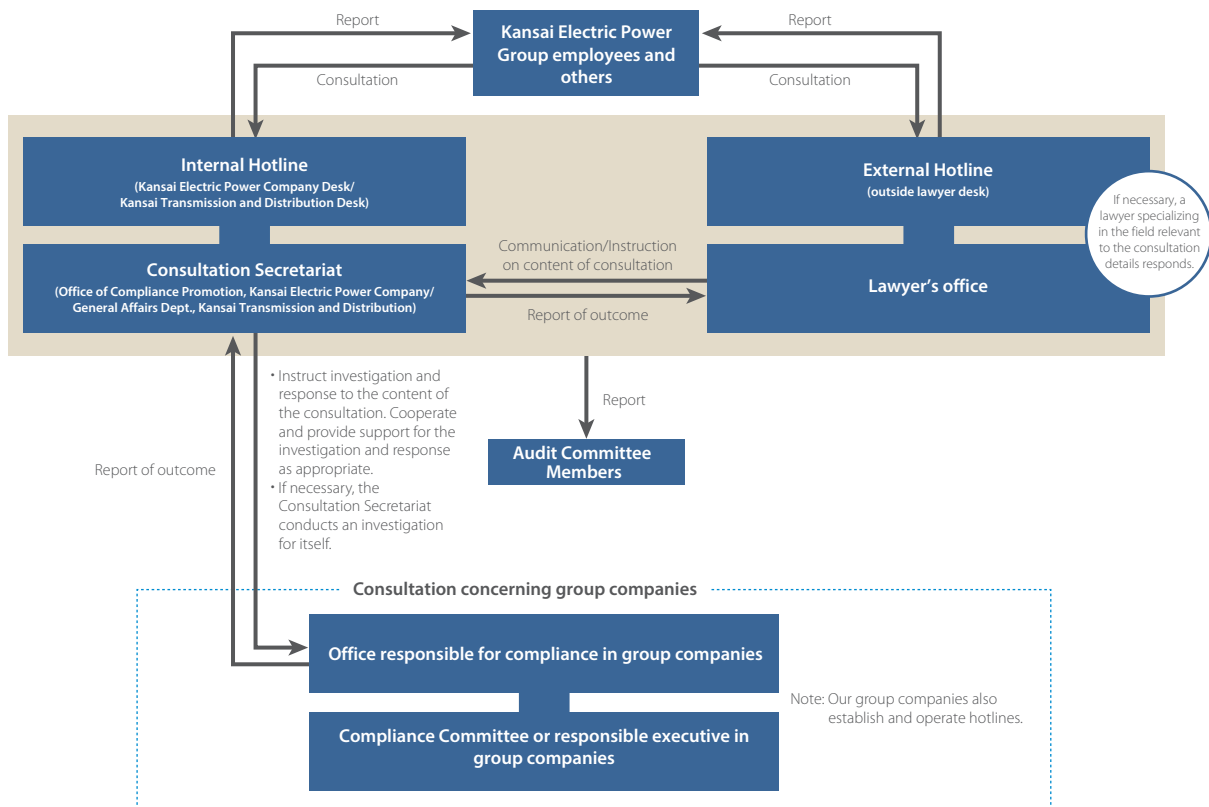 Report
Kansai Electric Power
Group employees and
others
Report
Consultation
Consultation
Internal Hotline
(Kansai Electric Power Company Desk/
Kansai Transmission and Distribution Desk)
External Hotline
(outside lawyer desk)
If necessary, a
lawyer specializing
in the field relevant
to the consultation
details responds.
Consultation Secretariat
(Office of Compliance Promotion, Kansai Electric Power Company/
General Affairs Dept., Kansai Transmission and Distribution)
Communication/Instruction
on content of consultation
Report of outcome
Lawyer's office
• Instruct investigation and
response to the content of
the consultation. Cooperate
and provide support for the
investigation and response
as appropriate.
• If necessary, the
Consultation Secretariat
conducts an investigation
for itself.
Report
Audit Committee
Members
Report of outcome
Consultation concerning group companies
Office responsible for compliance in group companies
Compliance Committee or responsible executive in
group companies
Note: Our group companies also
establish and operate hotlines.